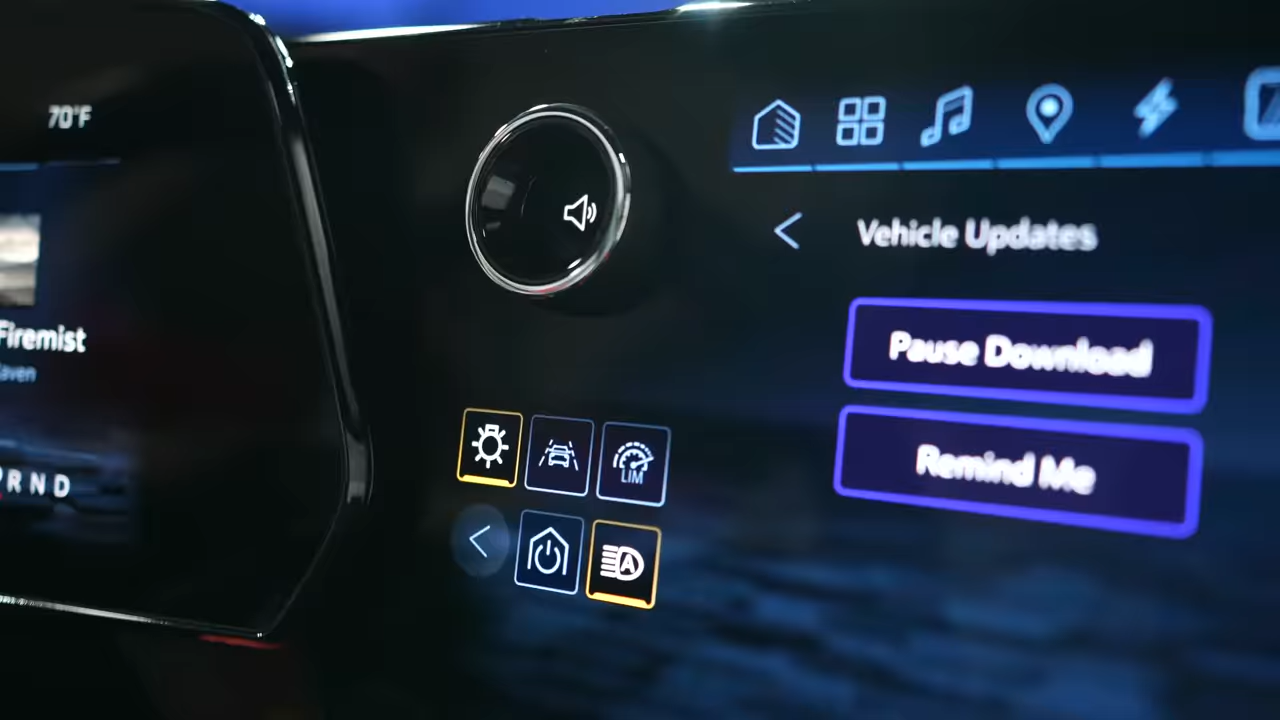 70°F
Firemist
RND
LIM
A
Vehicle Updates
Pause Download
Remind Me